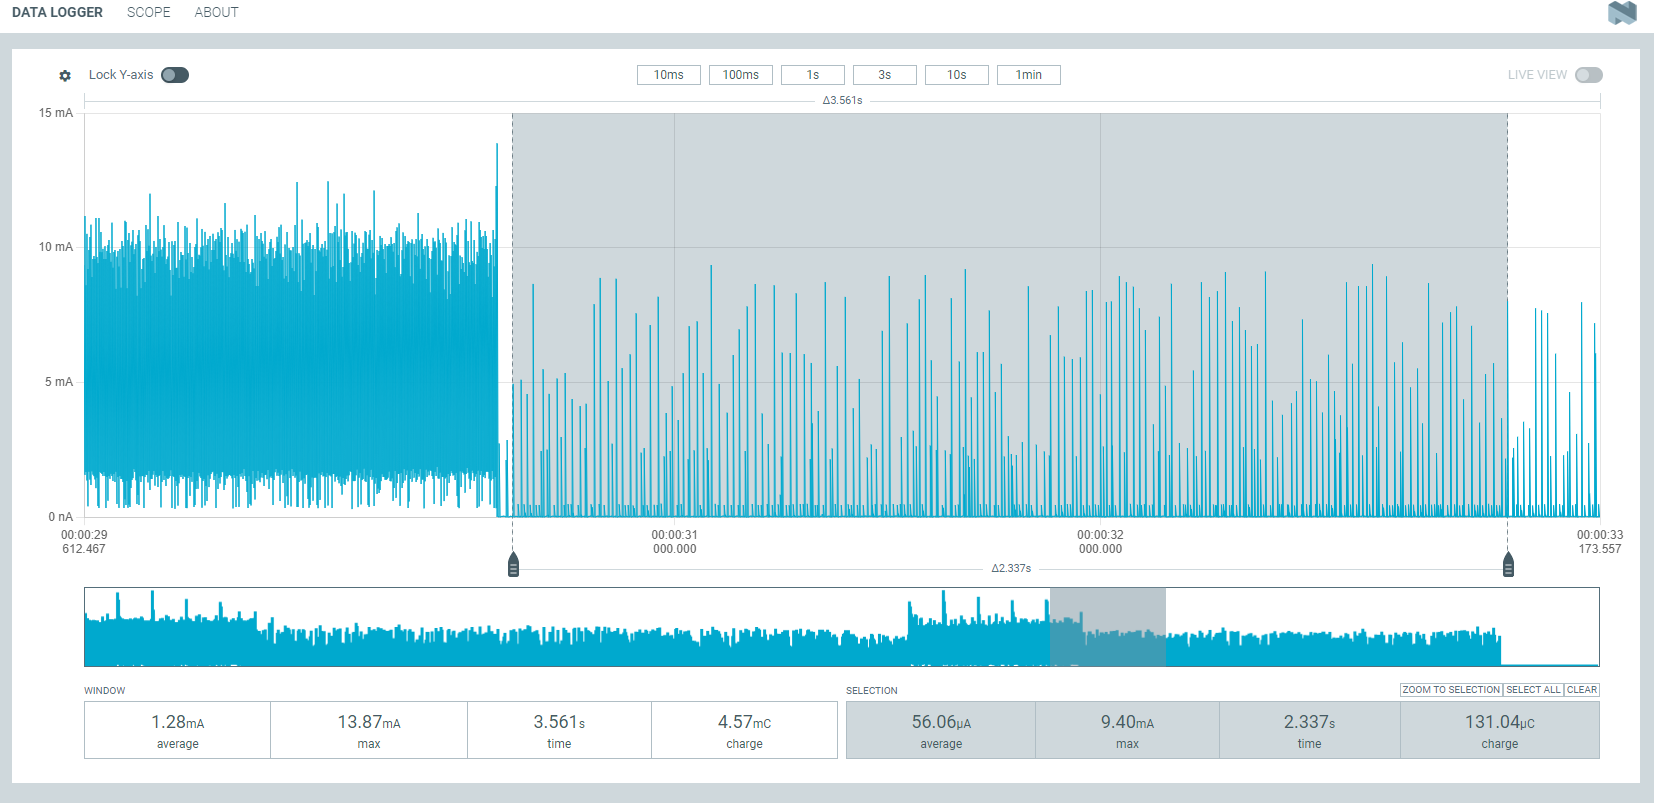 DATA LOGGER SCOPE ABOUT
Lock Y-axis 10ms 100ms 1s 3s 10s 1min LIVE VIEW
Δ3.561s
15 mA
10 mA
5 mA
0 nA
00:00:29 00:00:31 00:00:32 00:00:33
612.467 000.000 000.000 173.557
Δ2.337s
WINDOW SELECTION ZOOM TO SELECTION SELECT ALL CLEAR
1.28mA 13.87mA 3.561s 4.57mC 56.06μA 9.40mA 2.337s 131.04μC
average max time charge average max time charge